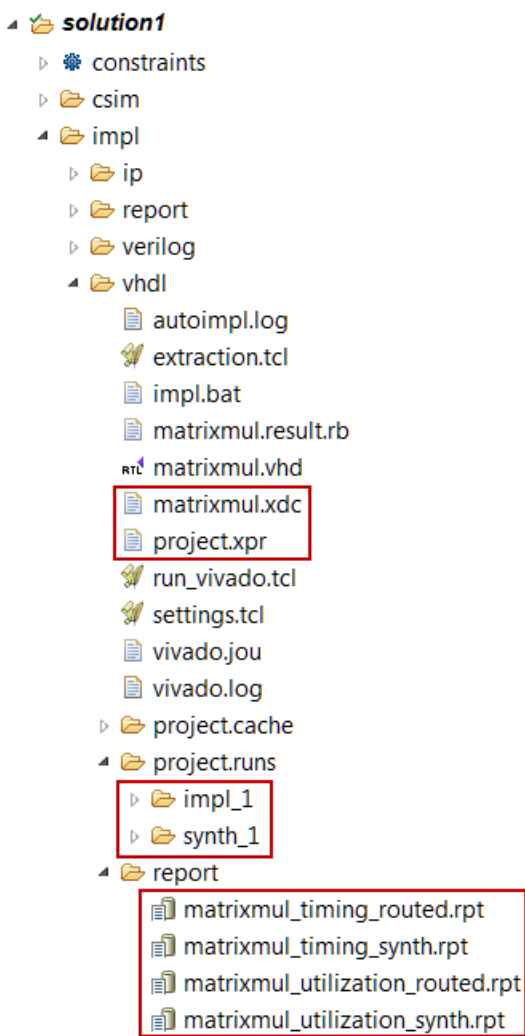 solution1
constraints
csim
impl
ip
report
verilog
vhdl
autoimpl.log
extraction.tcl
impl.bat
matrixmul.result.rb
RTL matrixmul.vhd
matrixmul.xdc
project.xpr
run_vivado.tcl
settings.tcl
vivado.jou
vivado.log
project.cache
project.runs
impl_1
synth_1
report
matrixmul_timing_routed.rpt
matrixmul_timing_synth.rpt
matrixmul_utilization_routed.rpt
matrixmul_utilization_synth.rpt